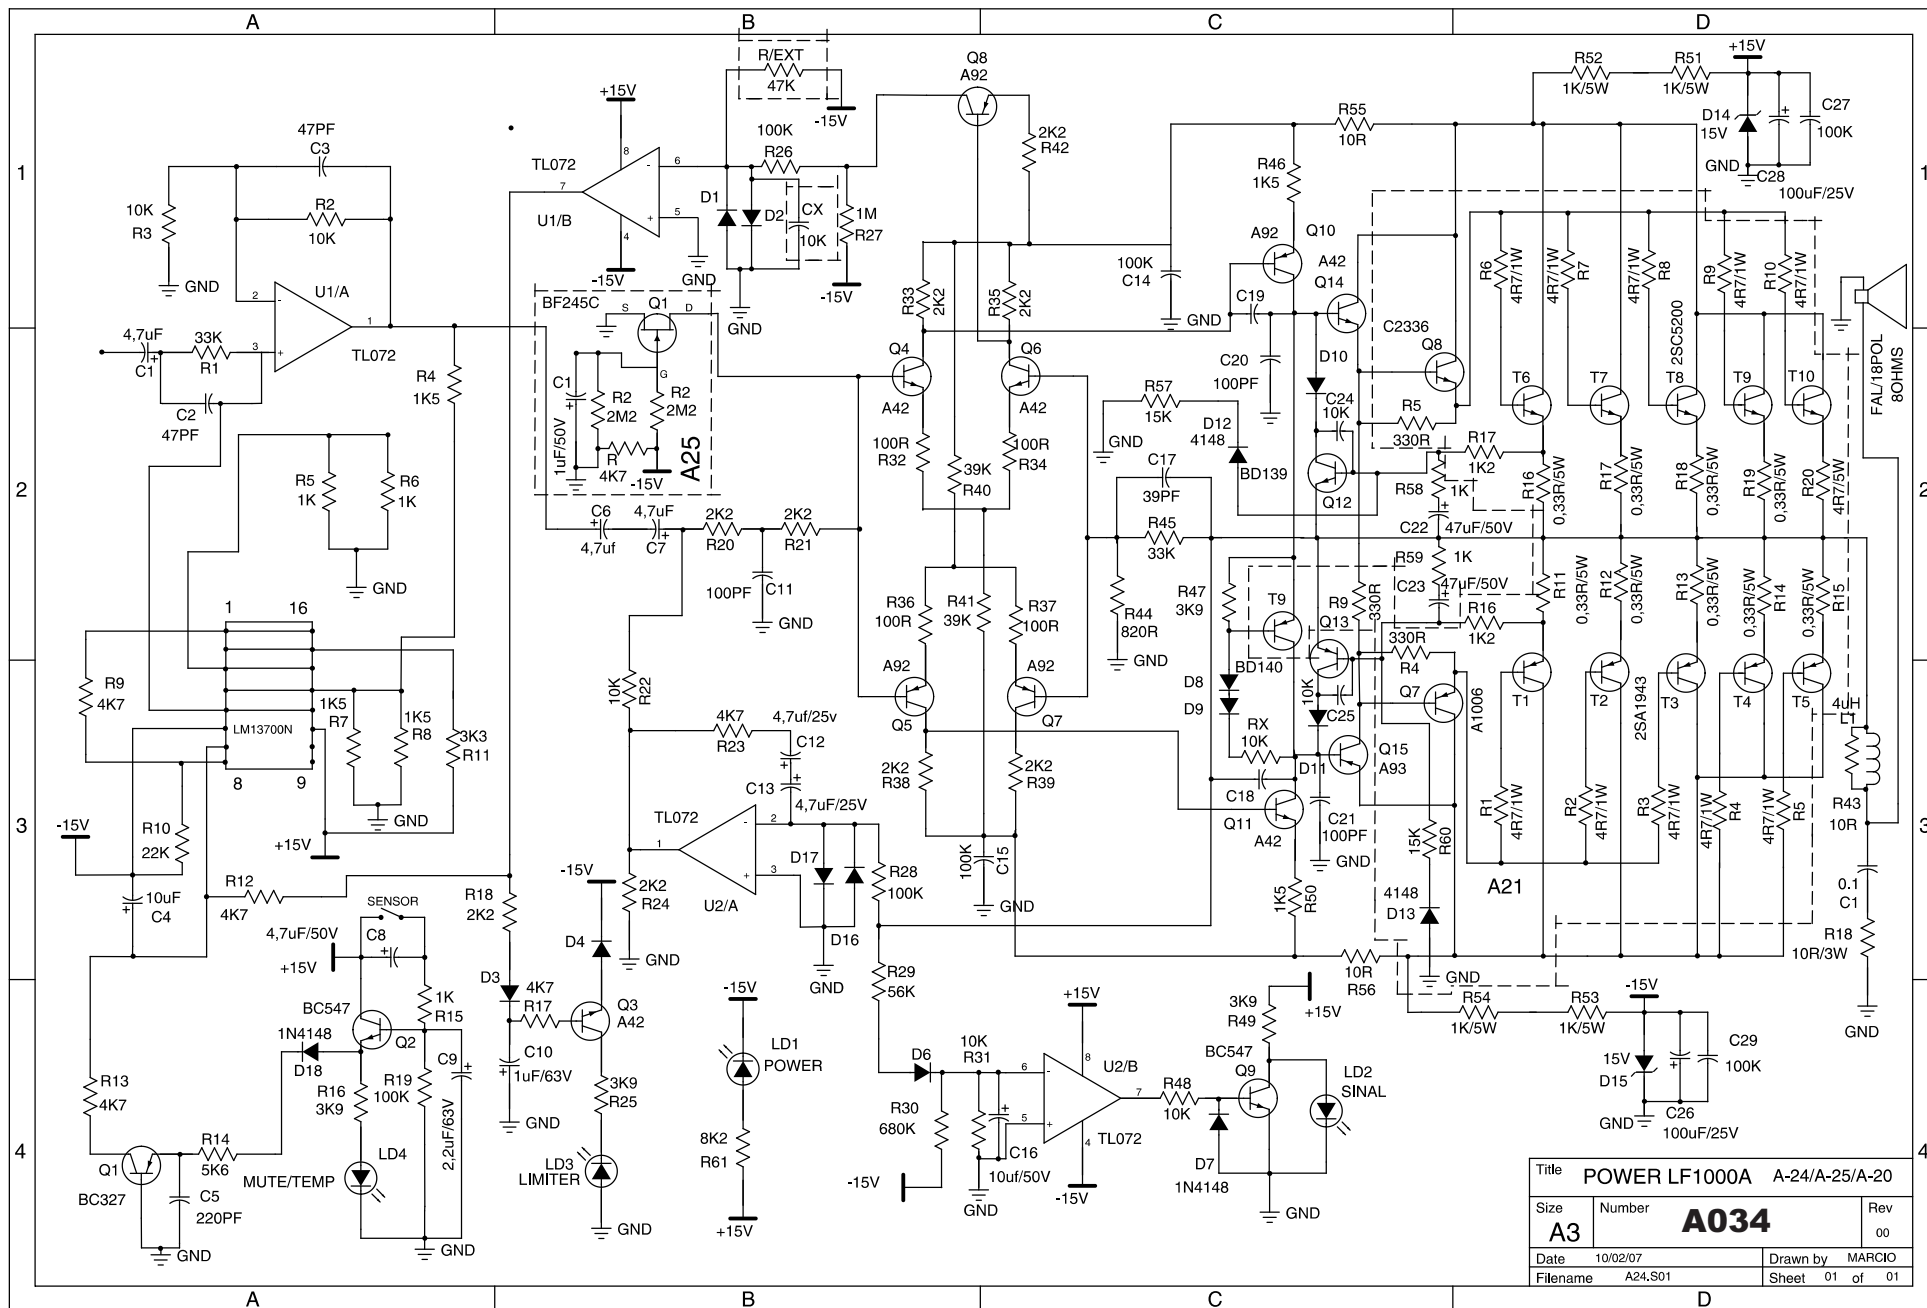 A
B
C
D
1
2
3
4
47PF
C3
10K
R3
R2
10K
GND
U1/A
2
-
3
+
1
TL072
4,7uF
C1
+
33K
R1
C2
47PF
R4
1K5
R5
1K
R6
1K
GND
1
16
LM13700N
8
9
R9
4K7
1K5
R7
1K5
R8
3K3
R11
GND
R10
22K
-15V
+15V
10uF
C4
R12
4K7
SENSOR
4,7uF/50V
C8
+15V
1K
R15
BC547
Q2
1N4148
D18
R16
3K9
R19
100K
C9
2,2uF/63V
R13
4K7
R14
5K6
Q1
BC327
C5
220PF
GND
MUTE/TEMP
LD4
GND
+15V
TL072
8
7
6
5
4
U1/B
-15V
R/EXT
47K
-15V
100K
R26
D1
D2
CX
10K
1M
R27
GND
-15V
GND
Q8
A92
2K2
R42
BF245C
S
Q1
D
G
C1
1uF/50V
R2
2M2
R2
2M2
R
4K7
-15V
A25
C6
4,7uf
4,7uF
C7
2K2
R20
2K2
R21
100PF
C11
GND
10K
R22
4K7
R23
4,7uf/25v
C12
C13
4,7uF/25V
TL072
1
2
3
U2/A
D17
D16
GND
2K2
R24
GND
R18
2K2
-15V
D4
D3
4K7
R17
Q3
A42
C10
1uF/63V
GND
3K9
R25
LD3
LIMITER
GND
-15V
LD1
POWER
8K2
R61
+15V
R28
100K
R29
56K
D6
10K
R31
R30
680K
-15V
C16
10uf/50V
GND
+15V
6
8
5
4
7
U2/B
TL072
-15V
R48
10K
D7
1N4148
BC547
Q9
3K9
R49
+15V
LD2
SINAL
GND
R33
2K2
R35
2K2
Q4
A42
Q6
A42
100R
R32
100R
R34
39K
R40
R36
100R
R41
39K
R37
100R
A92
Q5
A92
Q7
2K2
R38
2K2
R39
100K
C15
GND
100K
C14
GND
R55
10R
R46
1K5
A92
Q10
A42
Q14
C19
C20
100PF
D10
C24
10K
R57
15K
GND
D12
4148
BD139
Q12
C17
39PF
R45
33K
R44
820R
GND
R47
3K9
T9
Q13
BD140
R9
330R
D8
D9
RX
10K
10K
C25
D11
Q15
A93
C18
Q11
A42
C21
100PF
GND
1K5
R50
10R
R56
C2336
Q8
R5
330R
R17
1K2
R58
1K
C22
47uF/50V
R59
1K
C23
47uF/50V
R16
1K2
330R
R4
Q7
A1006
15K
R60
4148
D13
GND
R52
1K/5W
R51
1K/5W
+15V
D14
15V
C27
100K
GND
C28
100uF/25V
R6
4R7/1W
R7
4R7/1W
R8
4R7/1W
R9
4R7/1W
R10
4R7/1W
2SC5200
T6
T7
T8
T9
T10
R16
0,33R/5W
R17
0,33R/5W
R18
0,33R/5W
R19
0,33R/5W
R20
4R7/5W
R11
0,33R/5W
R12
0,33R/5W
R13
0,33R/5W
R14
0,33R/5W
R15
0,33R/5W
T1
T2
T3
T4
T5
2SA1943
R1
4R7/1W
R2
4R7/1W
R3
4R7/1W
R4
4R7/1W
R5
4R7/1W
A21
FAL/18POL
8OHMS
4uH
R43
10R
0.1
C1
R18
10R/3W
GND
R54
1K/5W
R53
1K/5W
-15V
15V
D15
C29
100K
GND
C26
100uF/25V
Title POWER LF1000A A-24/A-25/A-20
Size A3
Number A034
Rev 00
Date 10/02/07
Drawn by MARCIO
Filename A24.S01
Sheet 01 of 01
A
B
C
D
1
2
3
4